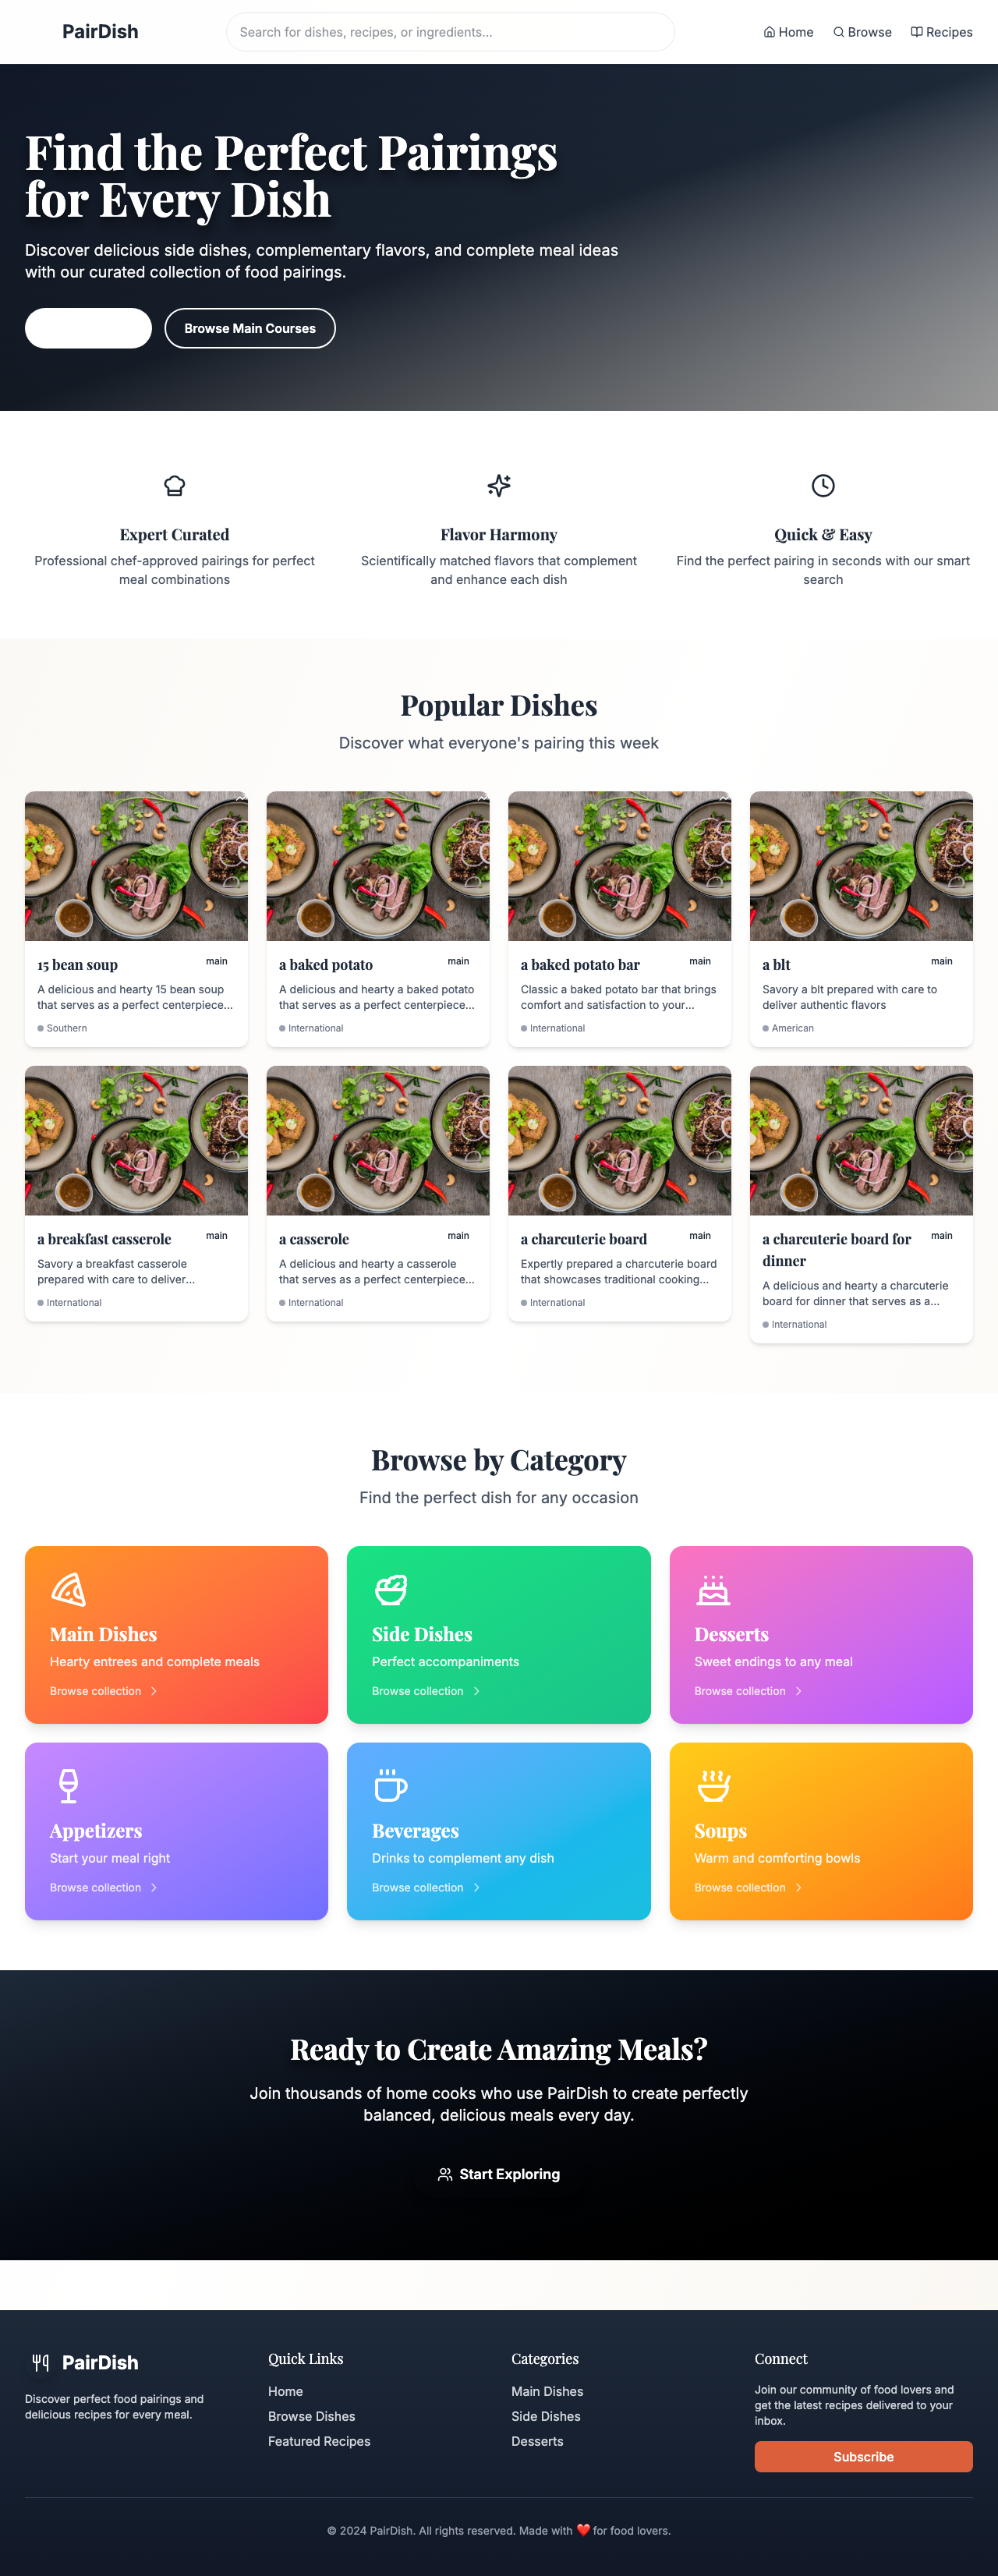 PairDish
Search for dishes, recipes, or ingredients...
Home
Browse
Recipes
Find the Perfect Pairings
for Every Dish
Discover delicious side dishes, complementary flavors, and complete meal ideas
with our curated collection of food pairings.
Browse Main Courses
Expert Curated
Professional chef-approved pairings for perfect
meal combinations
Flavor Harmony
Scientifically matched flavors that complement
and enhance each dish
Quick & Easy
Find the perfect pairing in seconds with our smart
search
Popular Dishes
Discover what everyone's pairing this week
15 bean soup
main
A delicious and hearty 15 bean soup
that serves as a perfect centerpiece...
Southern
a baked potato
main
A delicious and hearty a baked potato
that serves as a perfect centerpiece...
International
a baked potato bar
main
Classic a baked potato bar that brings
comfort and satisfaction to your...
International
a blt
main
Savory a blt prepared with care to
deliver authentic flavors
American
a breakfast casserole
main
Savory a breakfast casserole
prepared with care to deliver...
International
a casserole
main
A delicious and hearty a casserole
that serves as a perfect centerpiece...
International
a charcuterie board
main
Expertly prepared a charcuterie board
that showcases traditional cooking...
International
a charcuterie board for
dinner
main
A delicious and hearty a charcuterie
board for dinner that serves as a...
International
Browse by Category
Find the perfect dish for any occasion
Main Dishes
Hearty entrees and complete meals
Browse collection
Side Dishes
Perfect accompaniments
Browse collection
Desserts
Sweet endings to any meal
Browse collection
Appetizers
Start your meal right
Browse collection
Beverages
Drinks to complement any dish
Browse collection
Soups
Warm and comforting bowls
Browse collection
Ready to Create Amazing Meals?
Join thousands of home cooks who use PairDish to create perfectly
balanced, delicious meals every day.
Start Exploring
PairDish
Discover perfect food pairings and
delicious recipes for every meal.
Quick Links
Home
Browse Dishes
Featured Recipes
Categories
Main Dishes
Side Dishes
Desserts
Connect
Join our community of food lovers and
get the latest recipes delivered to your
inbox.
Subscribe
© 2024 PairDish. All rights reserved. Made with ❤️ for food lovers.